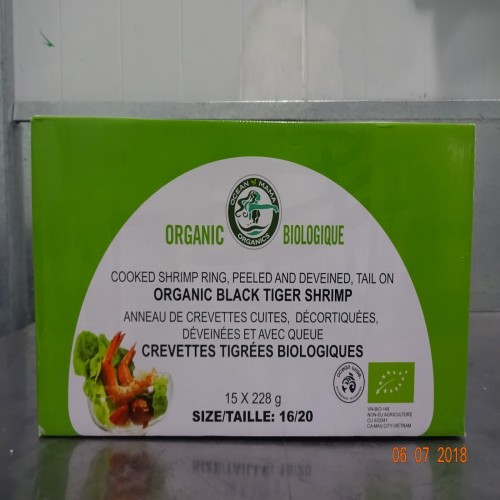 OCEAN MAMA
ORGANICS
ORGANIC BIOLOGIQUE
COOKED SHRIMP RING, PEELED AND DEVEINED, TAIL ON
ORGANIC BLACK TIGER SHRIMP
ANNEAU DE CREVETTES CUITES, DÉCORTIQUÉES,
DÉVEINÉES ET AVEC QUEUE
CREVETTES TIGRÉES BIOLOGIQUES
15 X 228 g
SIZE/TAILLE: 16/20
VN-BIO-149
NON-EU AGRICULTURE
CA MAU CITY-VIETNAM
06 07 2018